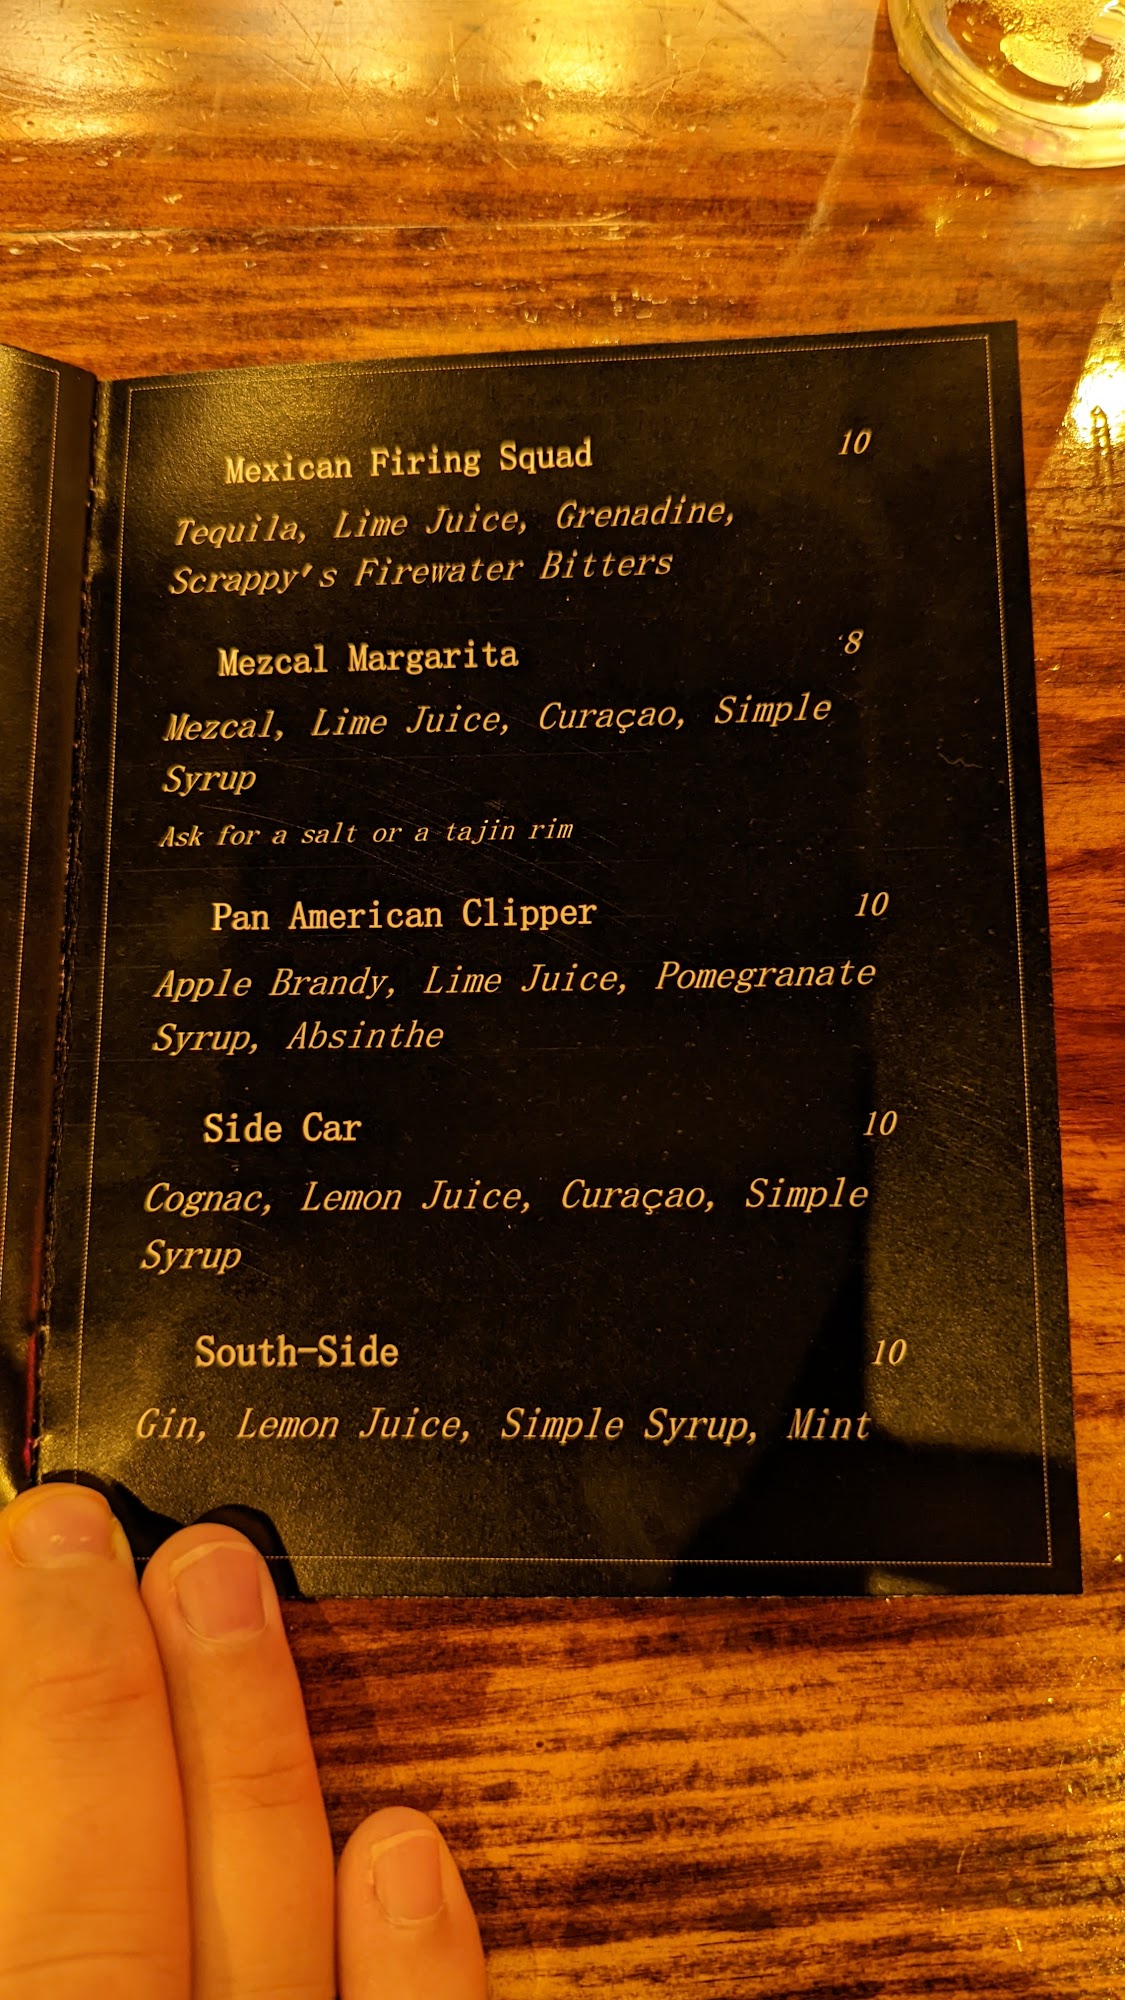 Mexican Firing Squad 10
Tequila, Lime Juice, Grenadine,
Scrappy's Firewater Bitters
Mezcal Margarita 8
Mezcal, Lime Juice, Curaçao, Simple
Syrup
Ask for a salt or a tajin rim
Pan American Clipper 10
Apple Brandy, Lime Juice, Pomegranate
Syrup, Absinthe
Side Car 10
Cognac, Lemon Juice, Curaçao, Simple
Syrup
South-Side 10
Gin, Lemon Juice, Simple Syrup, Mint